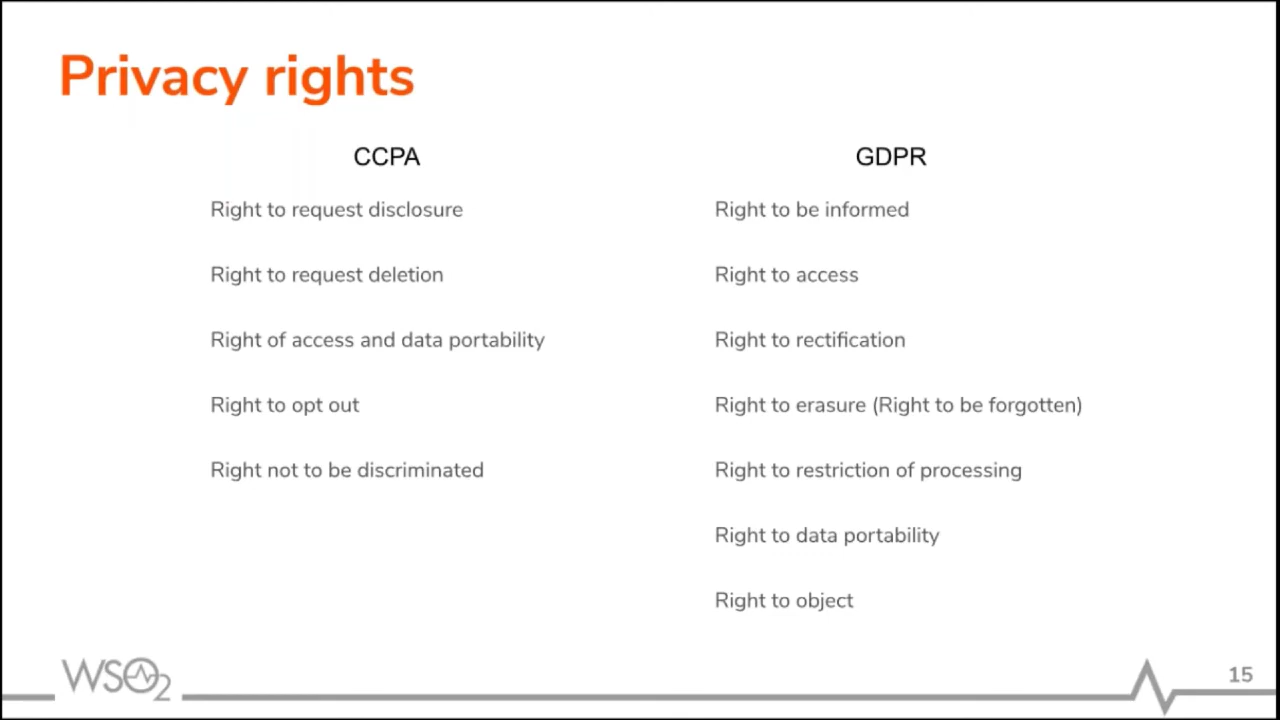 Privacy rights
CCPA
Right to request disclosure
Right to request deletion
Right of access and data portability
Right to opt out
Right not to be discriminated
GDPR
Right to be informed
Right to access
Right to rectification
Right to erasure (Right to be forgotten)
Right to restriction of processing
Right to data portability
Right to object
WSO2
15